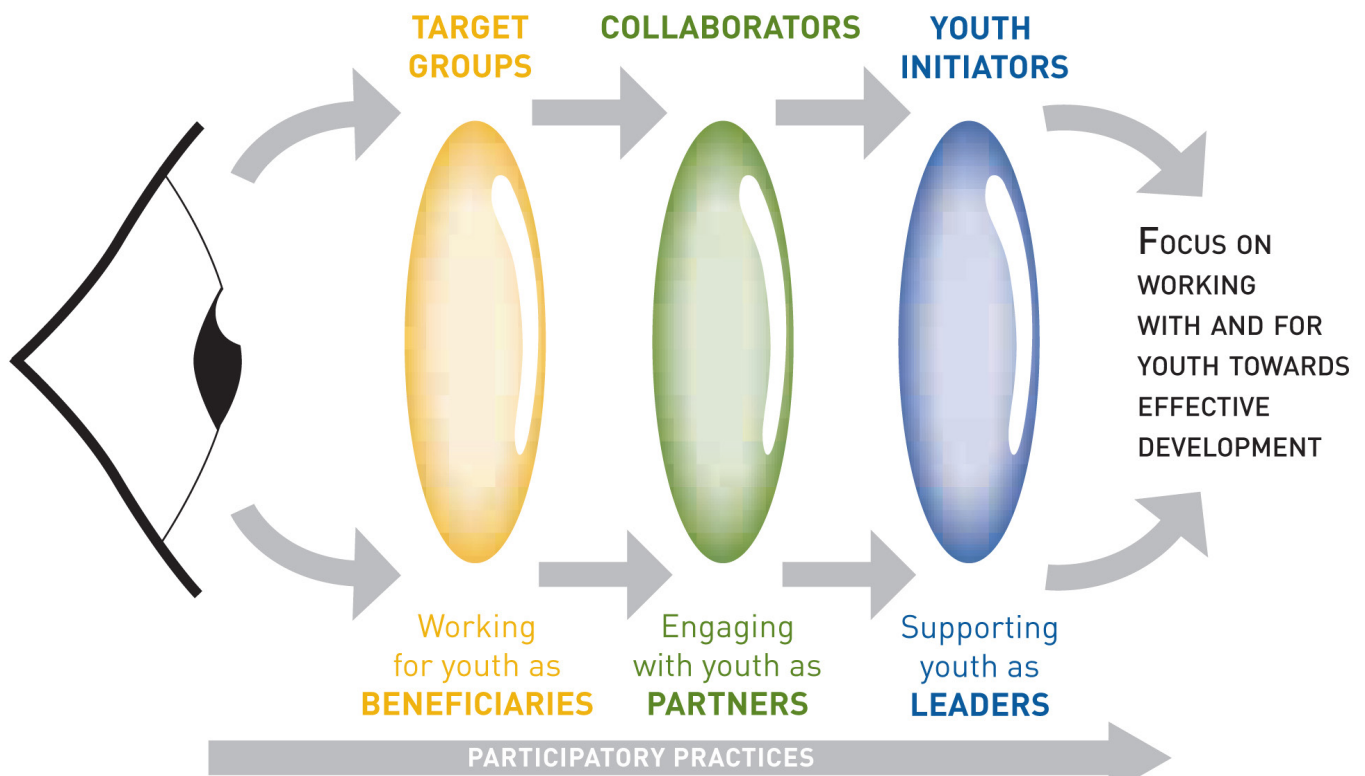 TARGET
GROUPS
COLLABORATORS
YOUTH
INITIATORS
FOCUS ON
WORKING
WITH AND FOR
YOUTH TOWARDS
EFFECTIVE
DEVELOPMENT
Working
for youth as
BENEFICIARIES
Engaging
with youth as
PARTNERS
Supporting
youth as
LEADERS
PARTICIPATORY PRACTICES